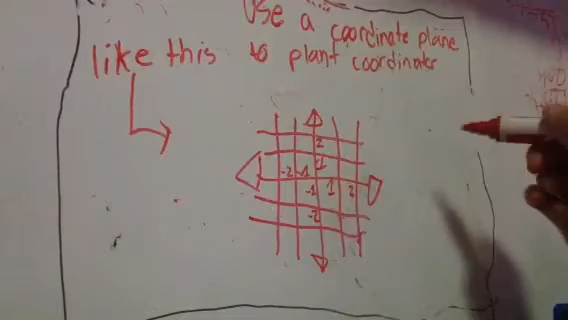 Use a coordinate plane
like this to plant coordinates
2
1
-2 -1
-1 1 2
-2